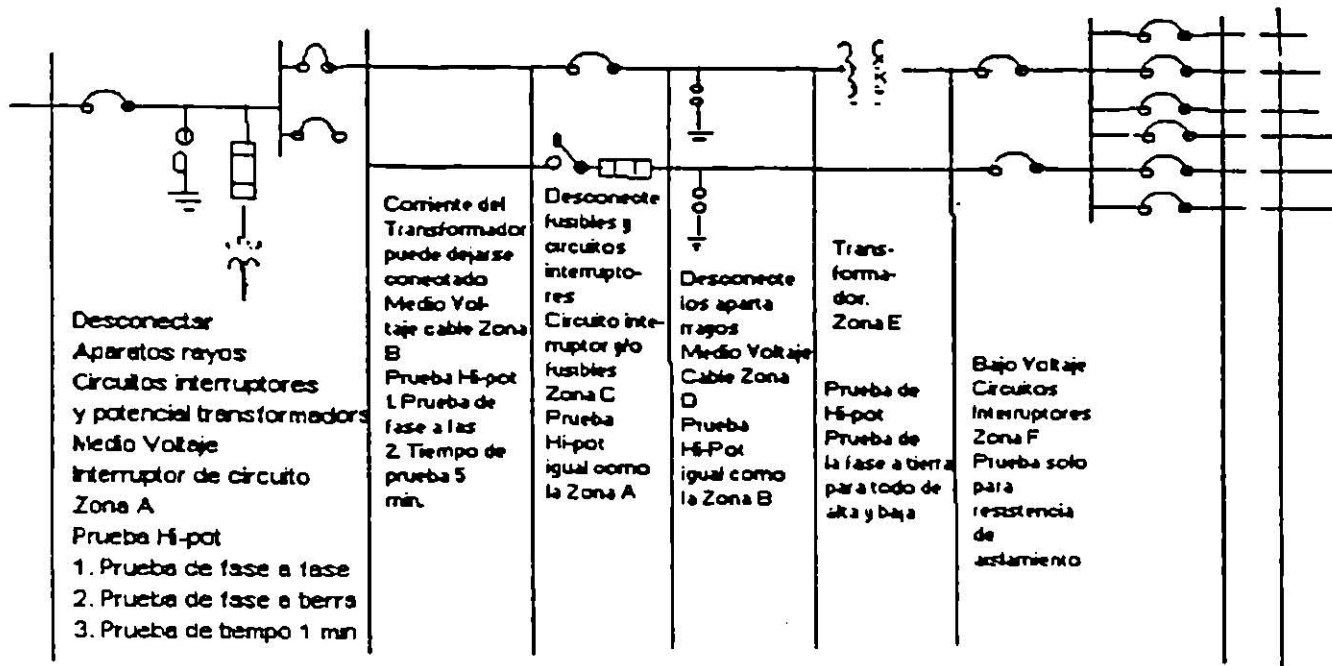 Desconectar
Aparatos rayos
Circuitos interruptores
y potencial transformadors
Medio Voltaje
Interruptor de circuito
Zona A
Prueba Hi-pot
1. Prueba de fase a fase
2. Prueba de fase a tierra
3. Prueba de tiempo 1 min
Corriente del
Transformador
puede dejarse
conectado
Medio Vol-
taje cable Zona
B
Prueba Hi-pot
1. Prueba de
fase a las
2. Tiempo de
prueba 5
min.
Desconecte
fusibles y
circuitos
interrupto-
res
Circuito inte-
rruptor y/o
fusibles
Zona C
Prueba
Hi-pot
igual como
la Zona A
Desconecte
los aparta
rrayos
Medio Voltaje
Cable Zona
D
Prueba
Hi-Pot
igual como
la Zona B
Trans-
forma-
dor.
Zona E
Prueba de
Hi-pot
Prueba de
la fase a tierra
para todo de
alta y baja
Bajo Voltaje
Circuitos
Interruptores
Zona F
Prueba solo
para
resistencia
de
aislamiento